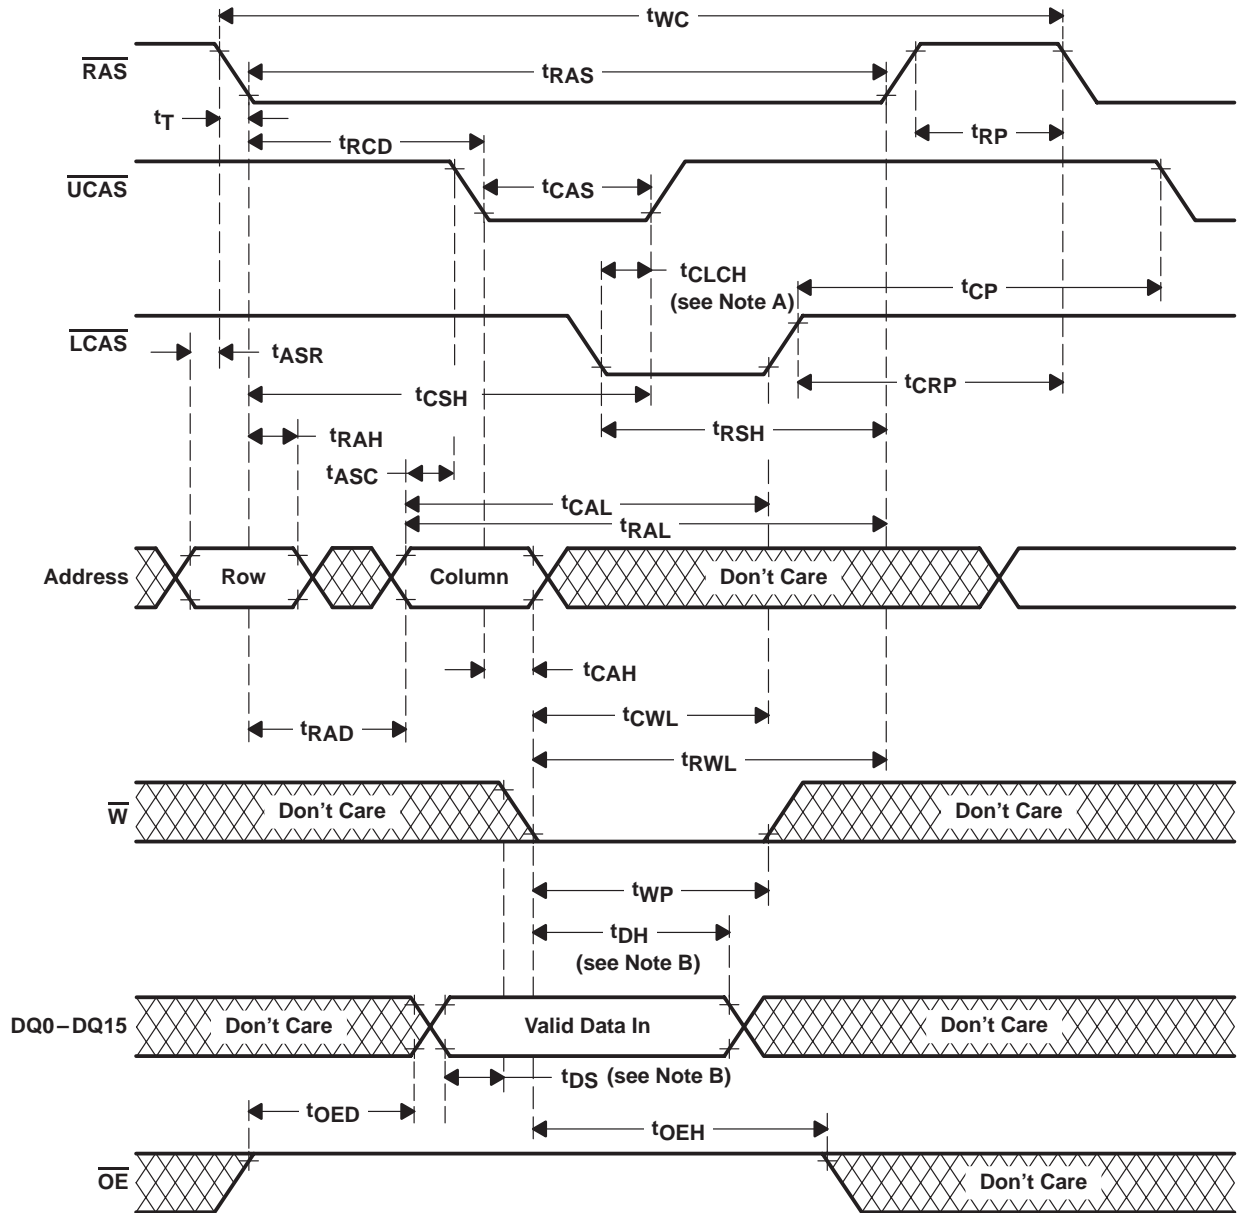 tWC
RAS
tRAS
tT
tRCD
tRP
UCAS
tCAS
tCLCH
(see Note A)
tCP
LCAS
tASR
tCSH
tCRP
tRAH
tRSH
tASC
tCAL
tRAL
Address
Row
Column
Don't Care
tCAH
tCWL
tRAD
tRWL
W
Don't Care
Don't Care
tWP
tDH
(see Note B)
DQ0–DQ15
Don't Care
Valid Data In
Don't Care
tDS (see Note B)
tOED
tOEH
OE
Don't Care